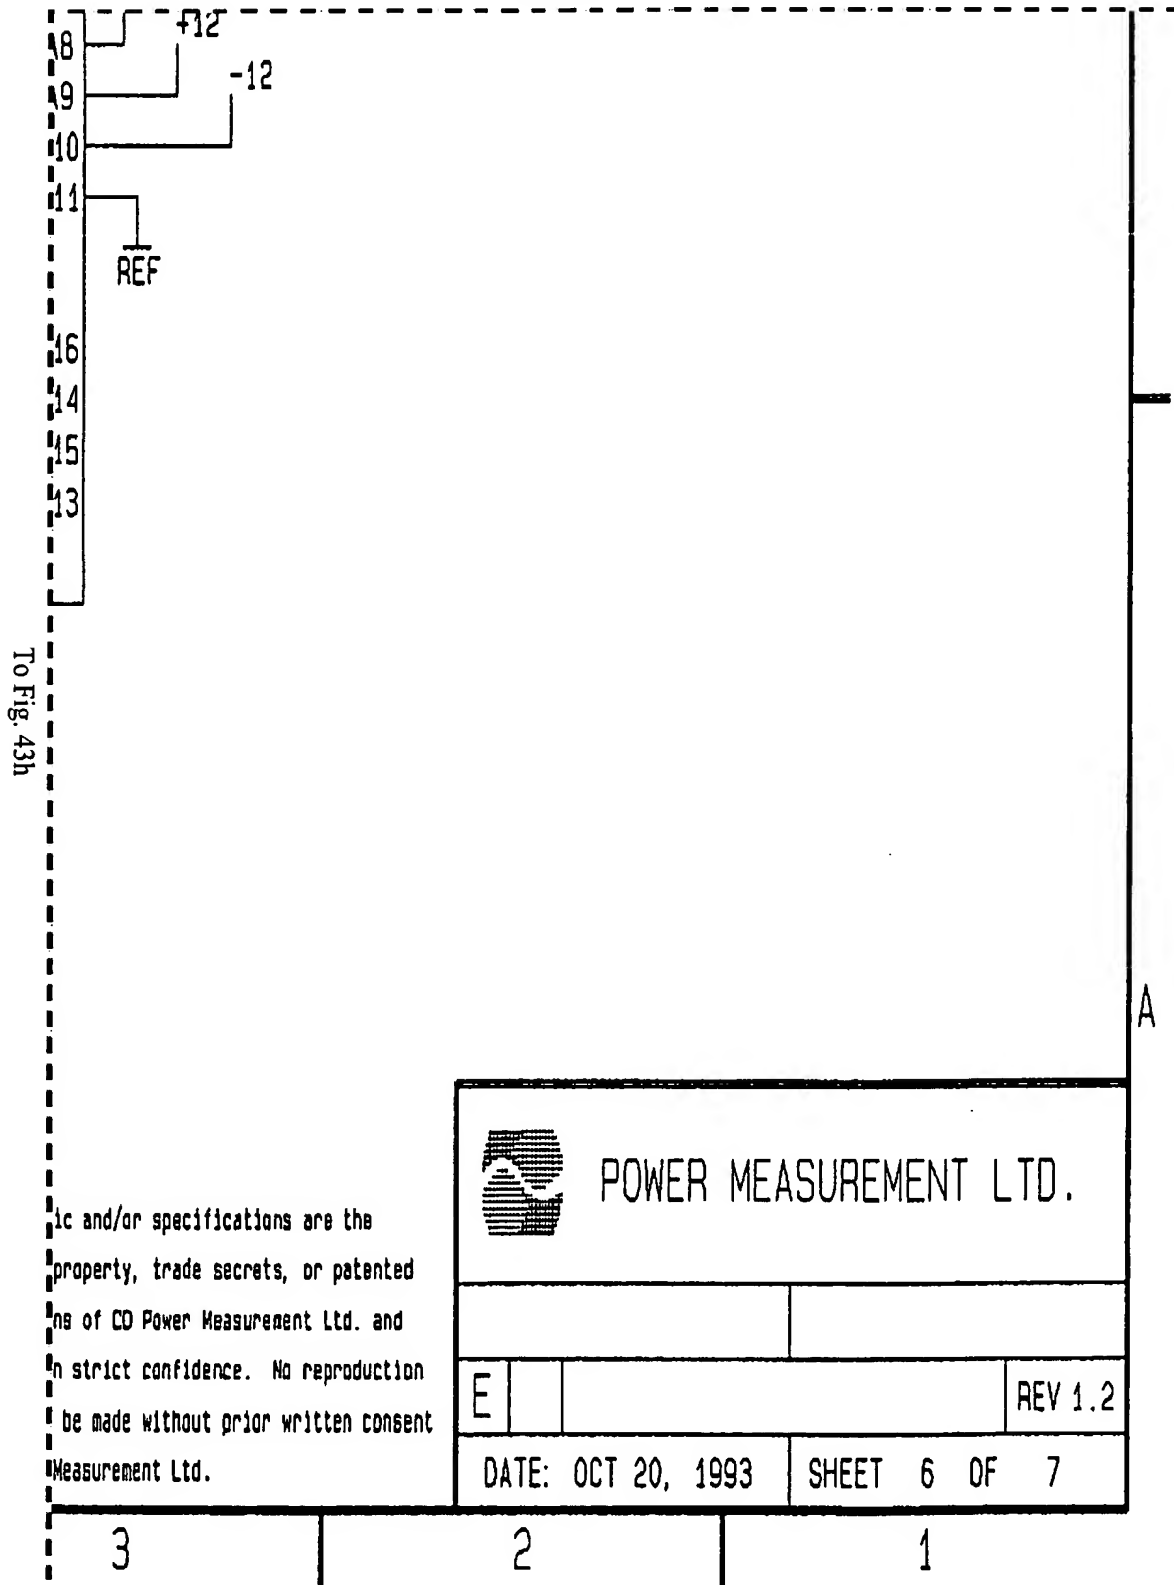 +12
A8
-12
A9
10
11
REF
16
14
15
13
To Fig. 43h
A
POWER MEASUREMENT LTD.
ic and/or specifications are the
property, trade secrets, or patented
ns of CD Power Measurement Ltd. and
n strict confidence. No reproduction
be made without prior written consent
Measurement Ltd.
E
REV 1.2
DATE: OCT 20, 1993
SHEET 6 OF 7
3
2
1